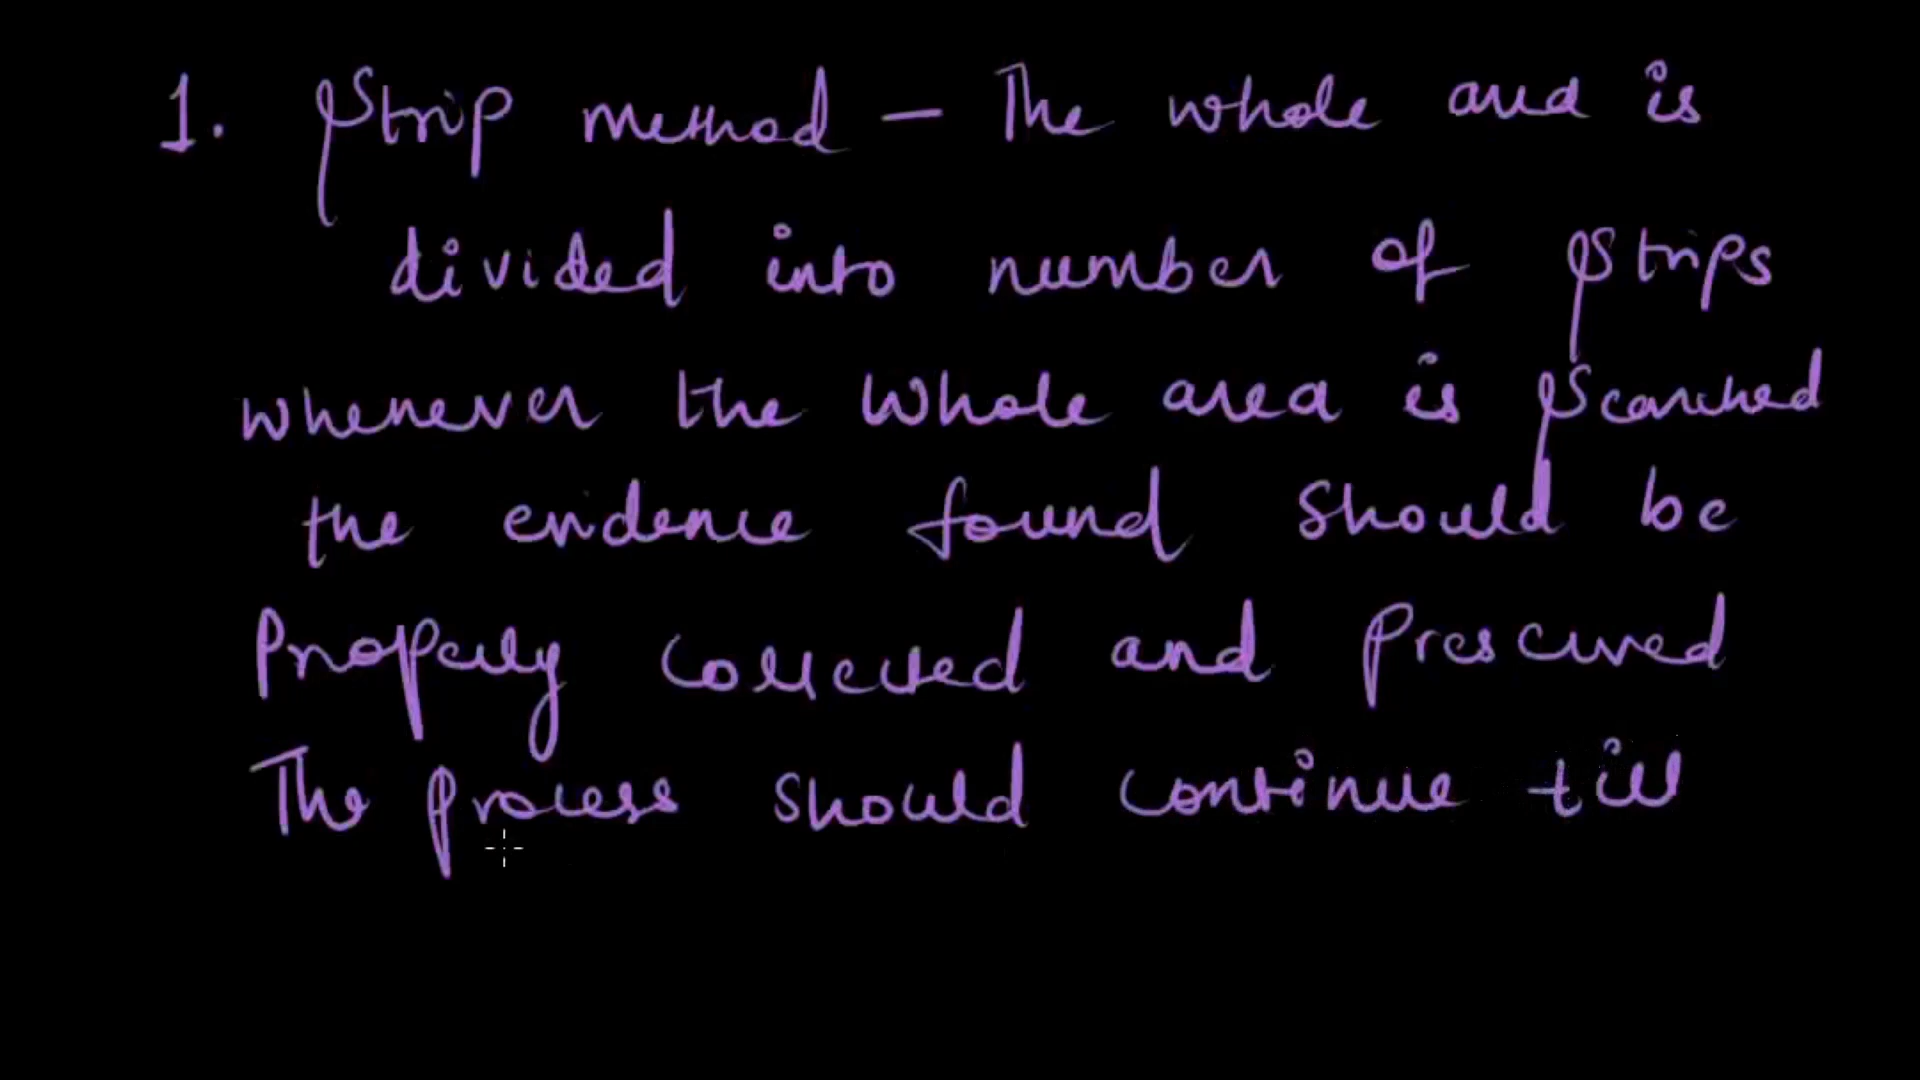 1. Strip method - The whole area is
divided into number of strips
whenever the whole area is searched
the evidence found should be
Properly collected and preserved
The process should continue till